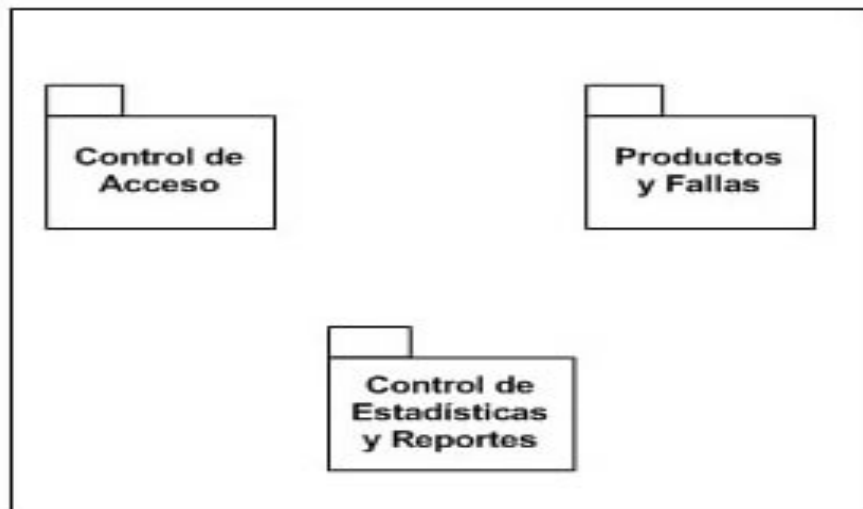 Control de
Acceso
Productos
y Fallas
Control de
Estadísticas
y Reportes